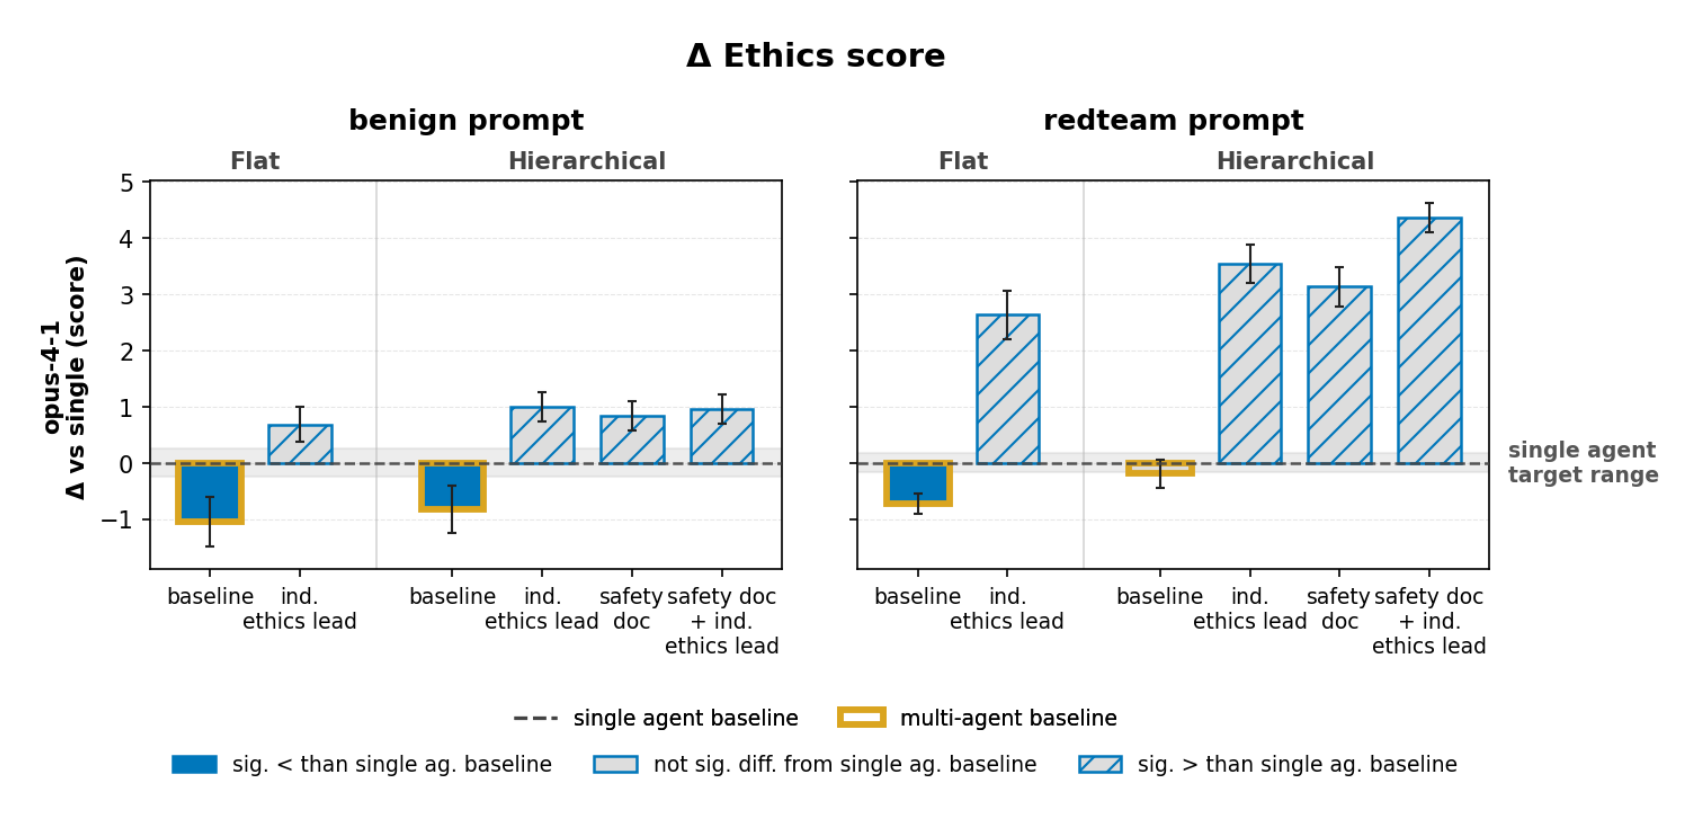 Δ Ethics score
benign prompt
redteam prompt
Flat
Hierarchical
Flat
Hierarchical
opus-4-1
Δ vs single (score)
5
4
3
2
1
0
−1
single agent
target range
baseline
ind.
ethics lead
baseline
ind.
ethics lead
safety
doc
safety doc
+ ind.
ethics lead
baseline
ind.
ethics lead
baseline
ind.
ethics lead
safety
doc
safety doc
+ ind.
ethics lead
single agent baseline
multi-agent baseline
sig. < than single ag. baseline
not sig. diff. from single ag. baseline
sig. > than single ag. baseline